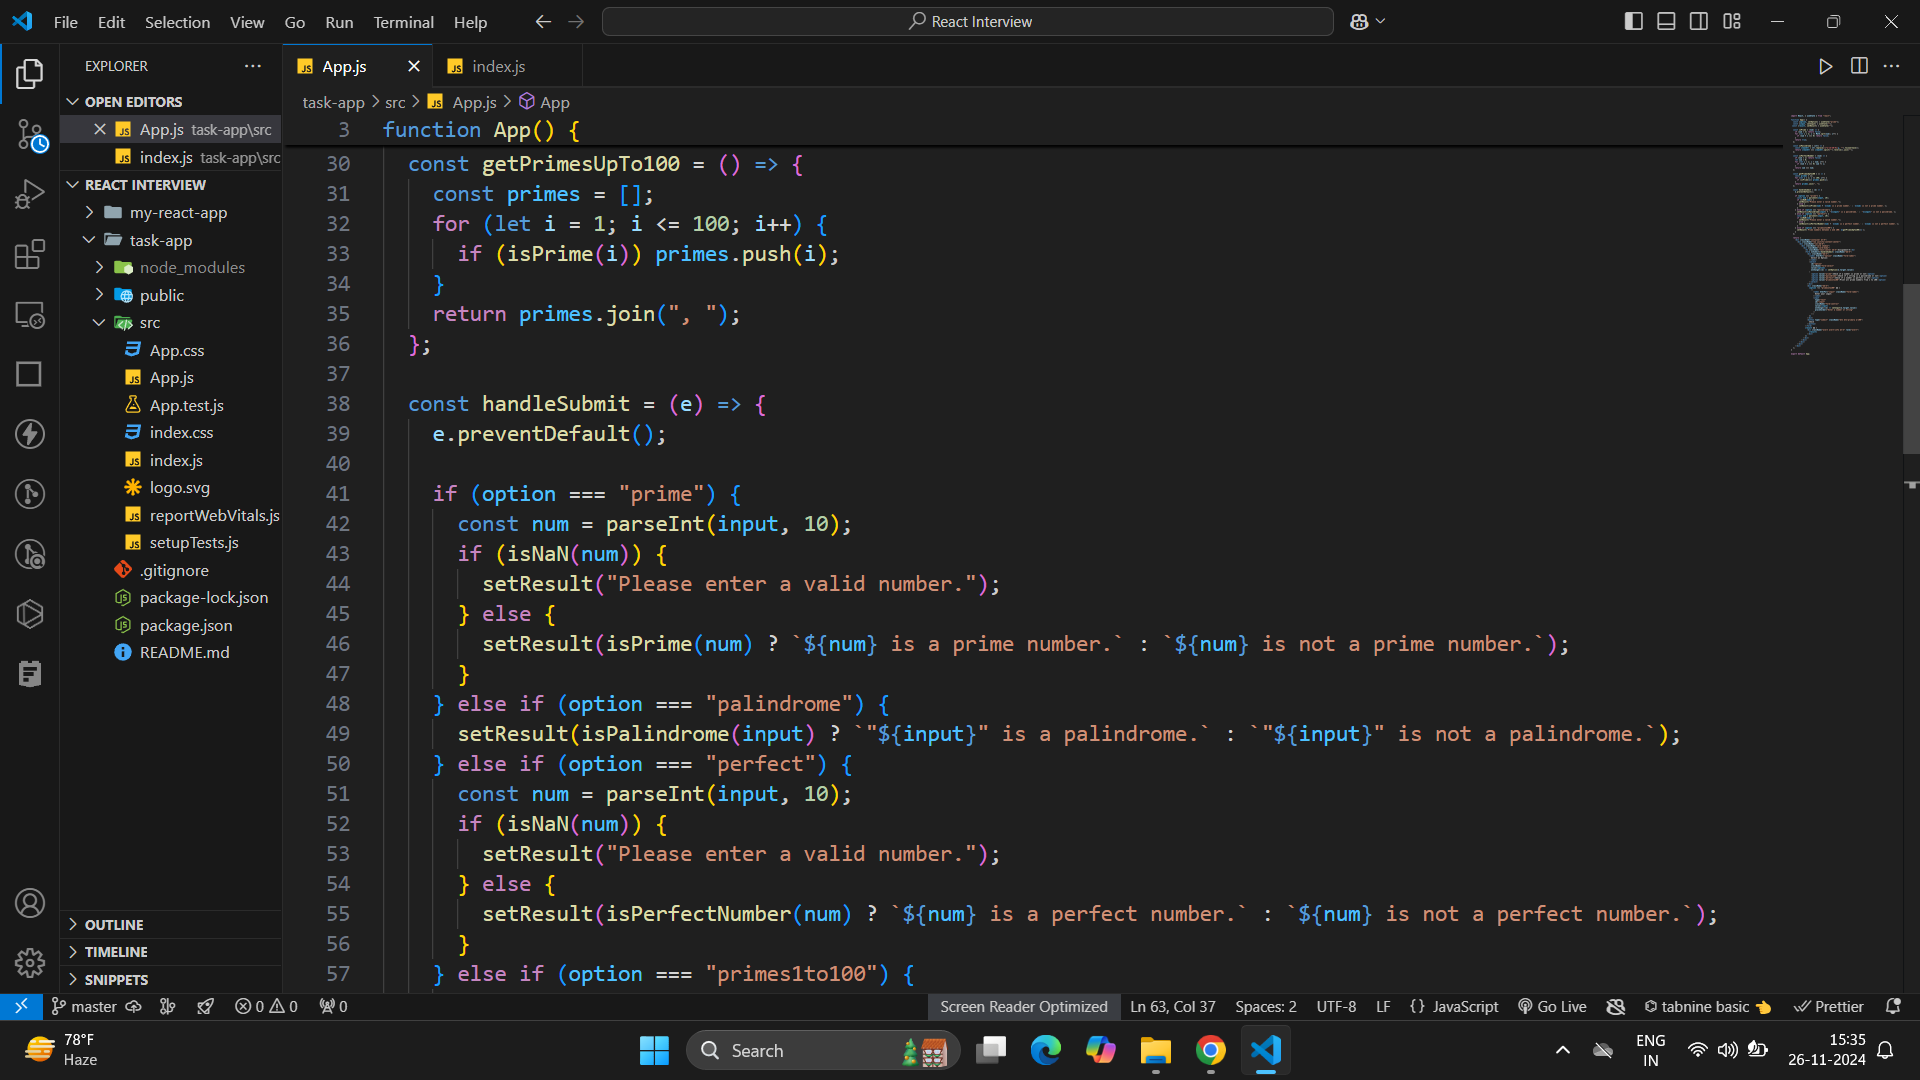 File Edit Selection View Go Run Terminal Help
React Interview
EXPLORER
OPEN EDITORS
App.js task-app\src
index.js task-app\src
REACT INTERVIEW
my-react-app
task-app
node_modules
public
src
App.css
App.js
App.test.js
index.css
index.js
logo.svg
reportWebVitals.js
setupTests.js
.gitignore
package-lock.json
package.json
README.md
OUTLINE
TIMELINE
SNIPPETS
App.js
index.js
task-app > src > App.js > App
3 function App() {
30 const getPrimesUpTo100 = () => {
31 const primes = [];
32 for (let i = 1; i <= 100; i++) {
33 if (isPrime(i)) primes.push(i);
34 }
35 return primes.join(", ");
36 };
37
38 const handleSubmit = (e) => {
39 e.preventDefault();
40
41 if (option === "prime") {
42 const num = parseInt(input, 10);
43 if (isNaN(num)) {
44 setResult("Please enter a valid number.");
45 } else {
46 setResult(isPrime(num) ? `${num} is a prime number.` : `${num} is not a prime number.`);
47 }
48 } else if (option === "palindrome") {
49 setResult(isPalindrome(input) ? `"${input}" is a palindrome.` : `"${input}" is not a palindrome.`);
50 } else if (option === "perfect") {
51 const num = parseInt(input, 10);
52 if (isNaN(num)) {
53 setResult("Please enter a valid number.");
54 } else {
55 setResult(isPerfectNumber(num) ? `${num} is a perfect number.` : `${num} is not a perfect number.`);
56 }
57 } else if (option === "primes1to100") {
master 0 0 0 Screen Reader Optimized Ln 63, Col 37 Spaces: 2 UTF-8 LF {} JavaScript Go Live tabnine basic Prettier
78°F
Haze
Search
ENG
IN
15:35
26-11-2024